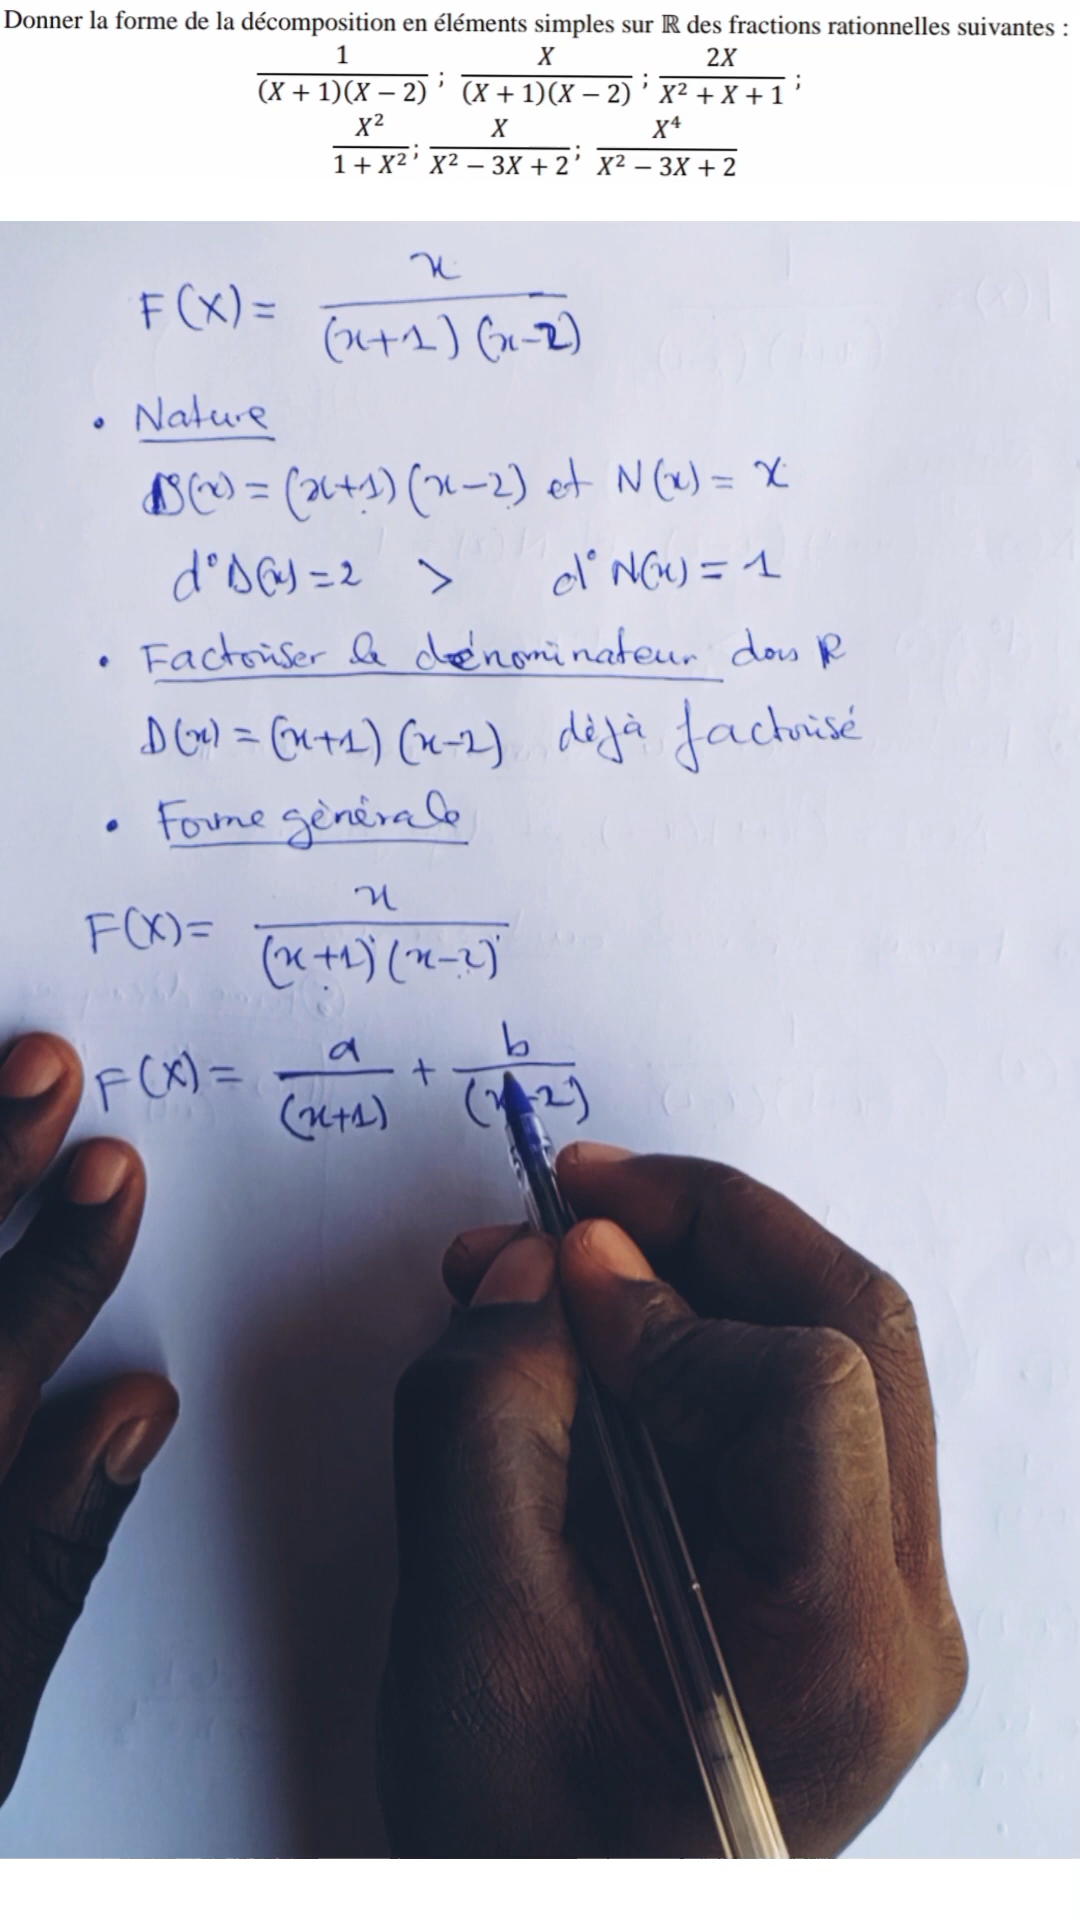 Donner la forme de la décomposition en éléments simples sur ℝ des fractions rationnelles suivantes :
1/((X + 1)(X − 2)) ; X/((X + 1)(X − 2)) ; 2X/(X² + X + 1) ;
X²/(1 + X²) ; X/(X² − 3X + 2) ; X⁴/(X² − 3X + 2)
F(X) = x/((x+1)(x-2))
• Nature
D(x) = (x+1)(x-2) et N(x) = x
d°D(x) = 2 > d°N(x) = 1
• Factoriser le dénominateur dans ℝ
D(x) = (x+1)(x-2) dèjà factorisé
• Forme gènèrale
F(X) = x/((x+1)(x-2))
F(X) = a/(x+1) + b/(x-2)